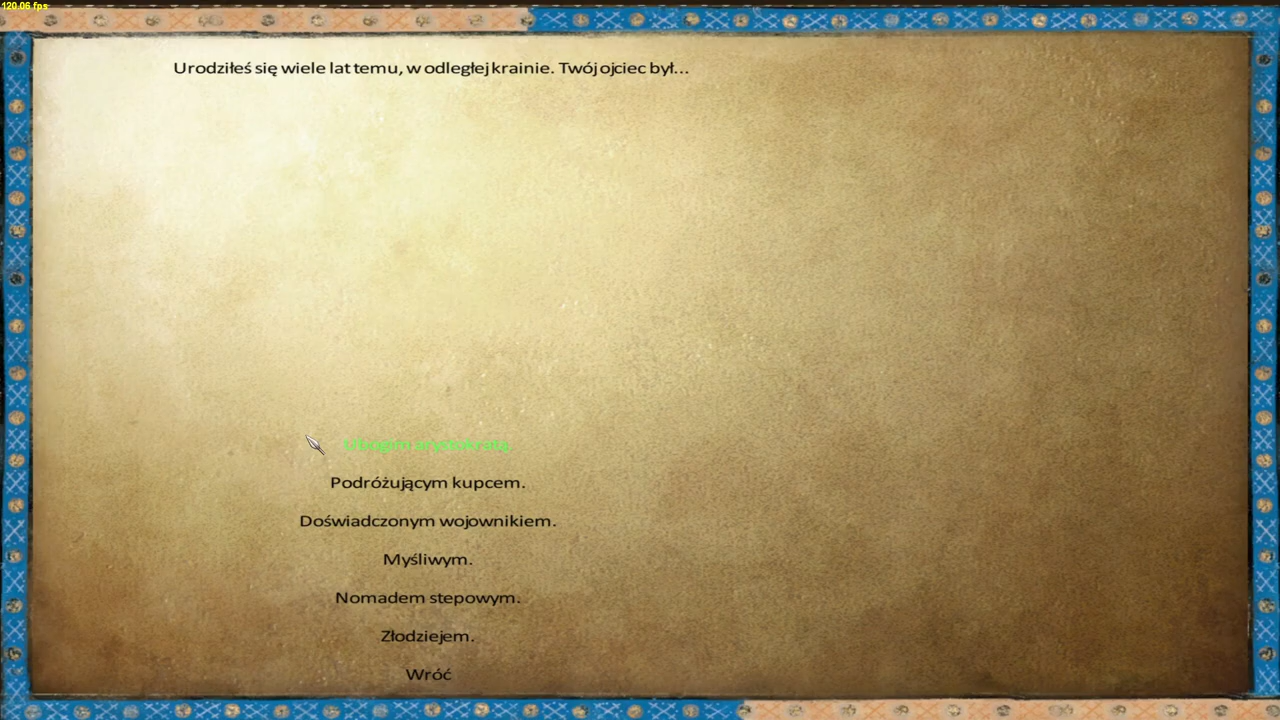 120.06 fps
Urodziłeś się wiele lat temu, w odległej krainie. Twój ojciec był...
Ubogim arystokratą.
Podróżującym kupcem.
Doświadczonym wojownikiem.
Myśliwym.
Nomadem stepowym.
Złodziejem.
Wróć